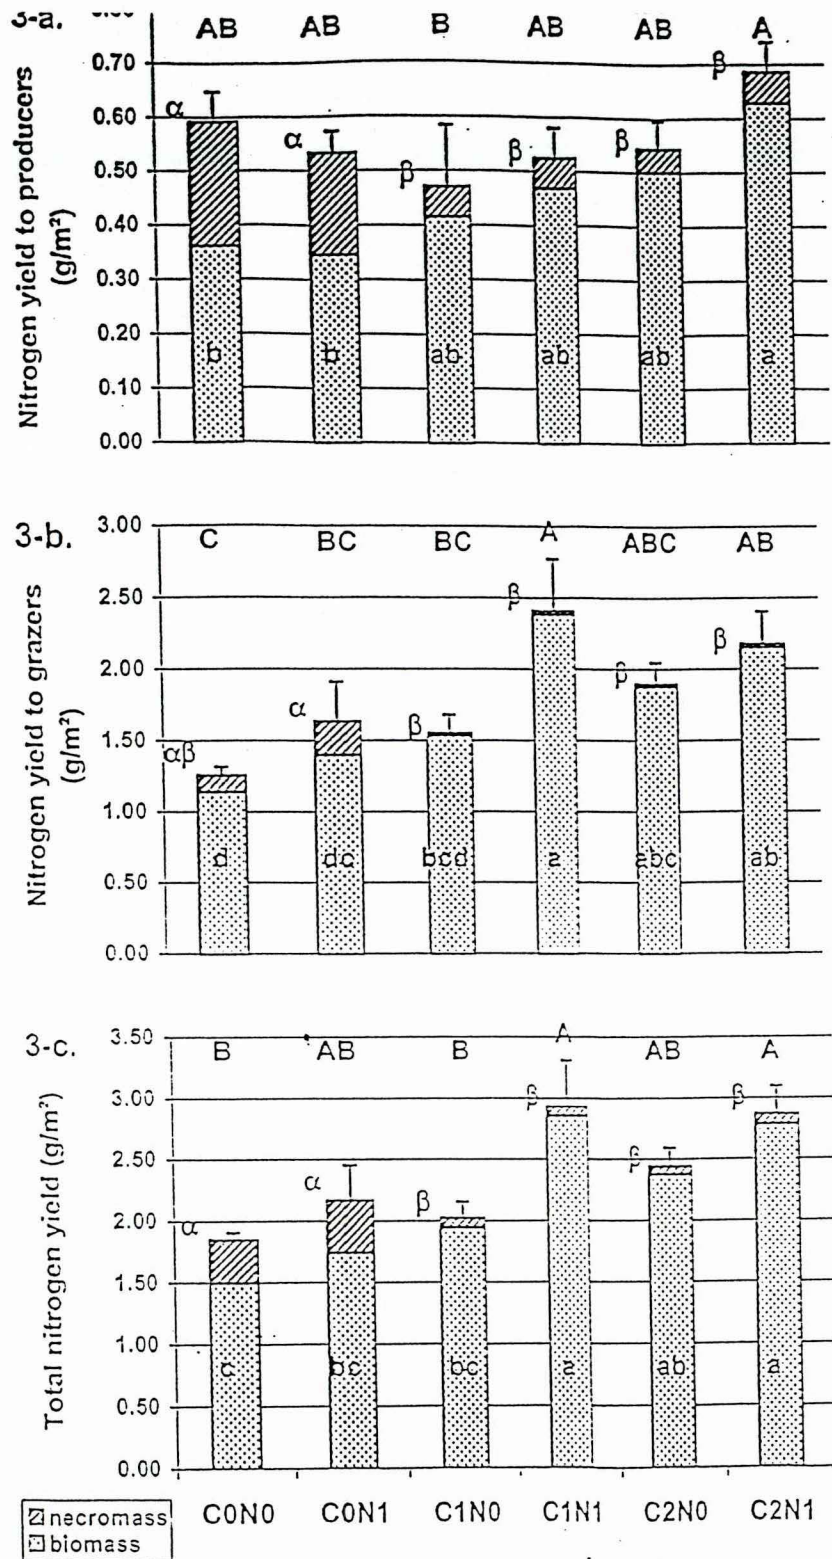 3-a.
AB AB B AB AB A
Nitrogen yield to producers
(g/m²)
0.70
0.60
0.50
0.40
0.30
0.20
0.10
0.00
α α β β β β
b b ab ab ab a
3-b.
C BC BC A ABC AB
Nitrogen yield to grazers
(g/m²)
3.00
2.50
2.00
1.50
1.00
0.50
0.00
αβ α β β β β
d dc bcd a abc ab
3-c.
B AB B A AB A
Total nitrogen yield (g/m²)
3.50
3.00
2.50
2.00
1.50
1.00
0.50
0.00
α α β β β β
c bc bc a ab a
C0N0 C0N1 C1N0 C1N1 C2N0 C2N1
necromass
biomass